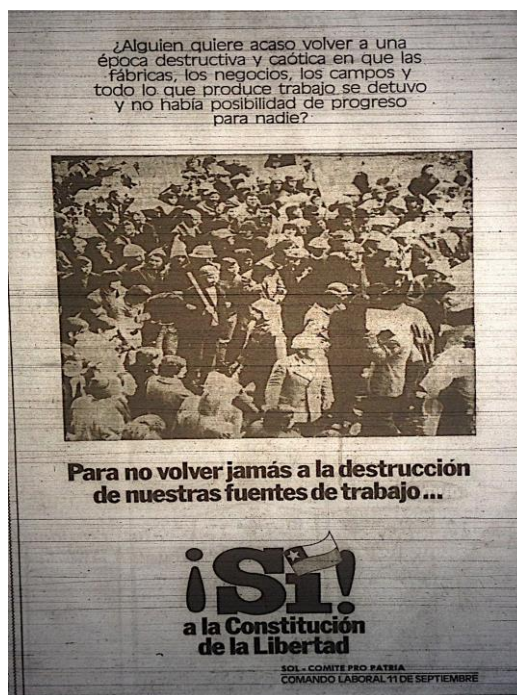 ¿Alguien quiere acaso volver a una
época destructiva y caótica en que las
fábricas, los negocios, los campos y
todo lo que produce trabajo se detuvo
y no había posibilidad de progreso
para nadie?
Para no volver jamás a la destrucción
de nuestras fuentes de trabajo...
¡Sí!
a la Constitución
de la Libertad
SOL - COMITE PRO PATRIA
COMANDO LABORAL 11 DE SEPTIEMBRE